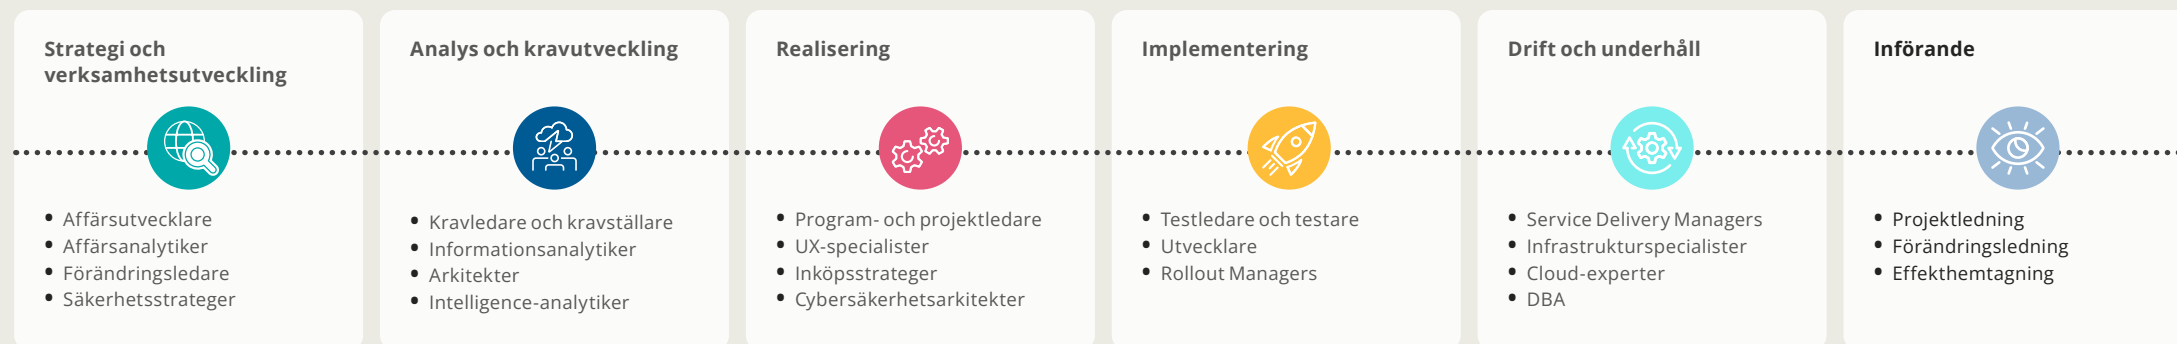 Strategi och
verksamhetsutveckling
• Affärsutvecklare
• Affärsanalytiker
• Förändringsledare
• Säkerhetsstrateger
Analys och kravutveckling
• Kravledare och kravställare
• Informationsanalytiker
• Arkitekter
• Intelligence-analytiker
Realisering
• Program- och projektledare
• UX-specialister
• Inköpsstrateger
• Cybersäkerhetsarkitekter
Implementering
• Testledare och testare
• Utvecklare
• Rollout Managers
Drift och underhåll
• Service Delivery Managers
• Infrastrukturspecialister
• Cloud-experter
• DBA
Införande
• Projektledning
• Förändringsledning
• Effekthemtagning